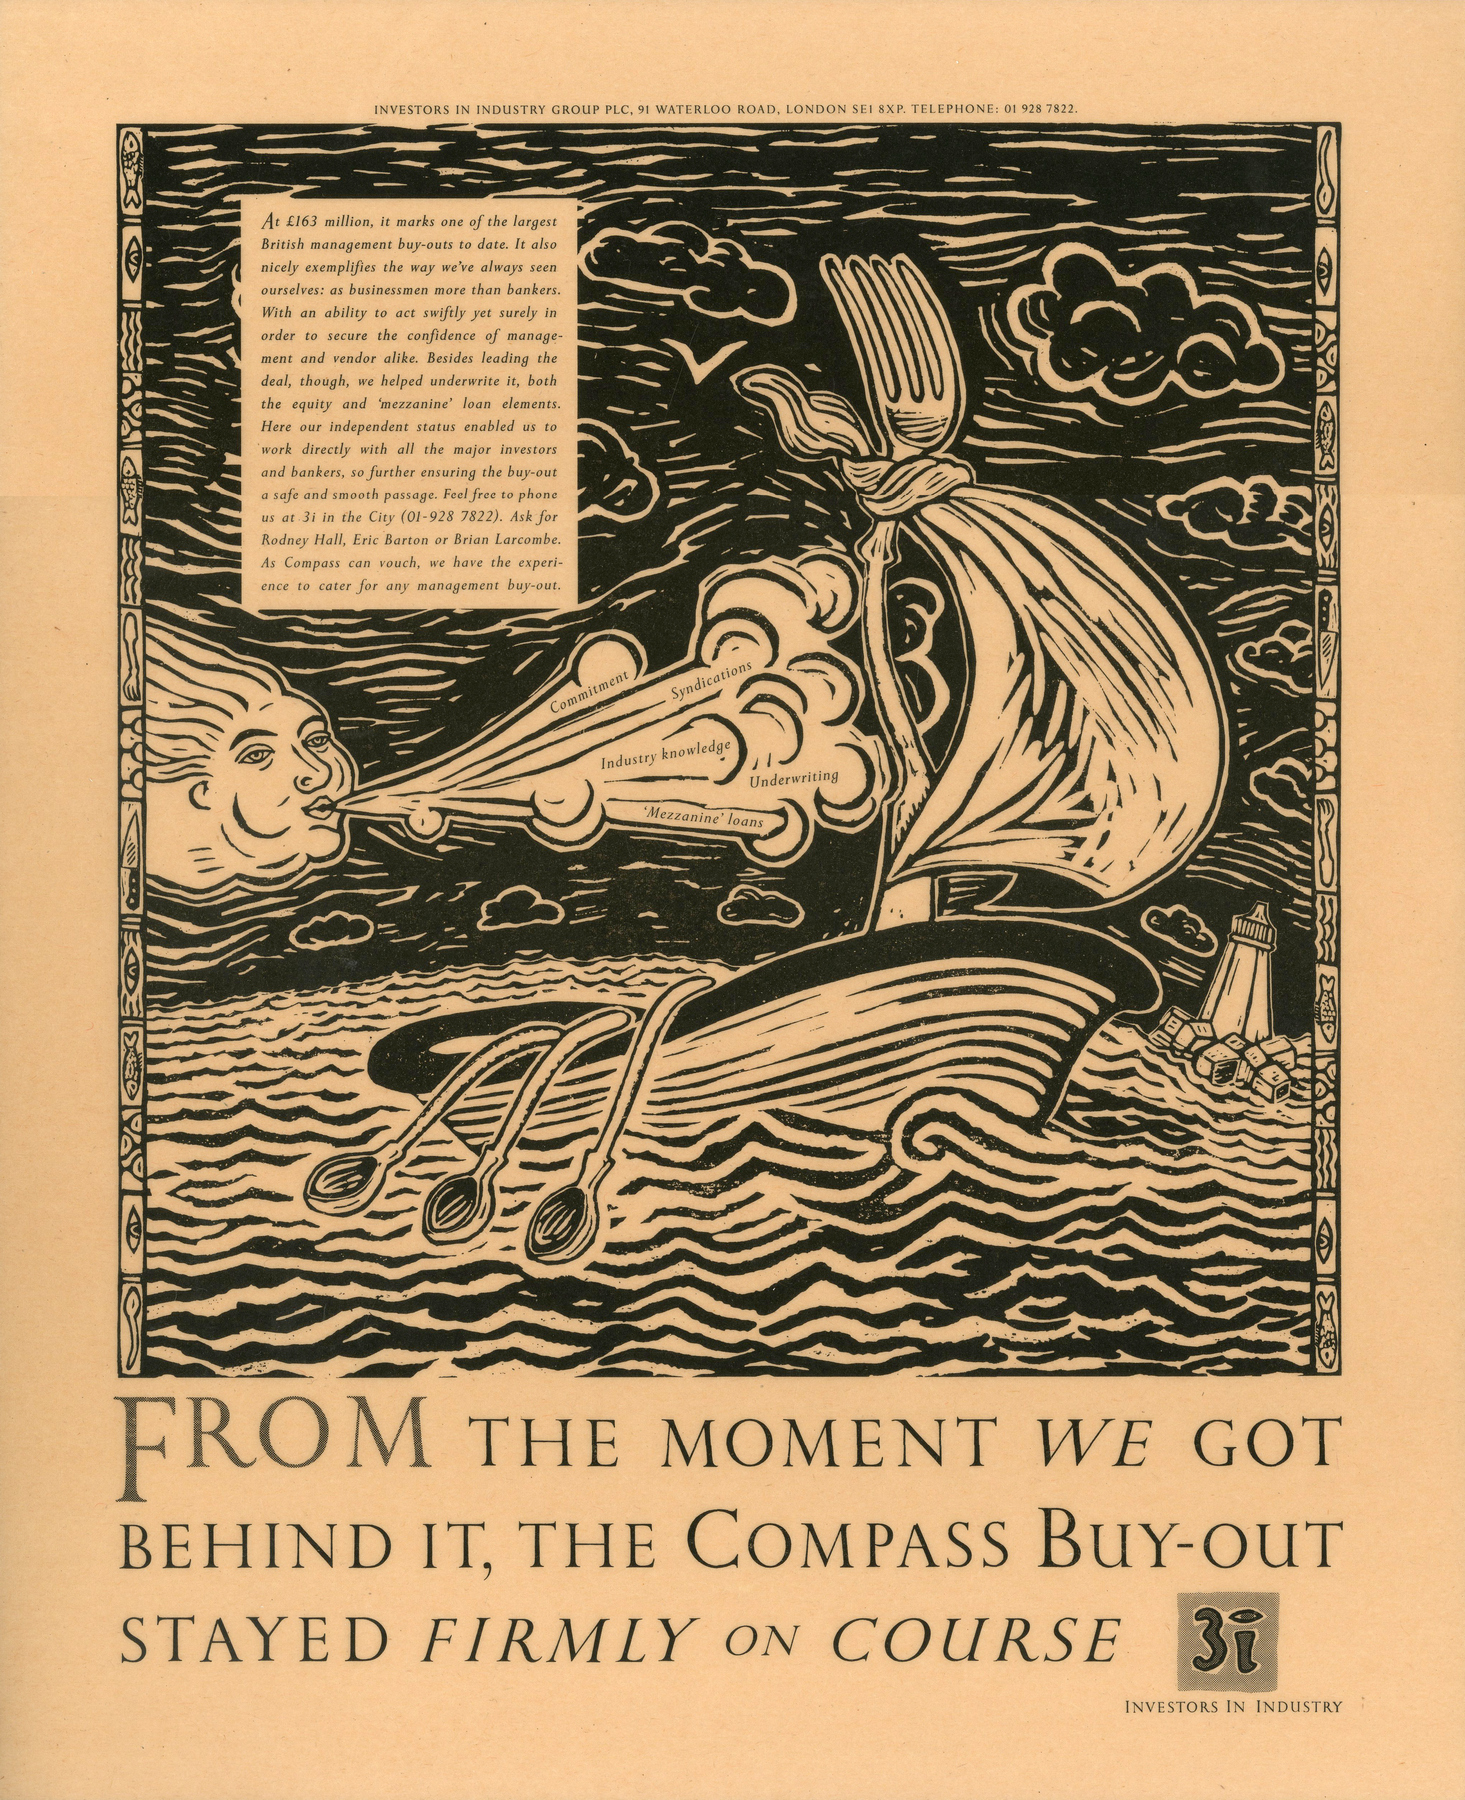 INVESTORS IN INDUSTRY GROUP PLC, 91 WATERLOO ROAD, LONDON SE1 8XP. TELEPHONE: 01 928 7822.
At £163 million, it marks one of the largest
British management buy-outs to date. It also
nicely exemplifies the way we've always seen
ourselves: as businessmen more than bankers.
With an ability to act swiftly yet surely in
order to secure the confidence of manage-
ment and vendor alike. Besides leading the
deal, though, we helped underwrite it, both
the equity and 'mezzanine' loan elements.
Here our independent status enabled us to
work directly with all the major investors
and bankers, so further ensuring the buy-out
a safe and smooth passage. Feel free to phone
us at 3i in the City (01-928 7822). Ask for
Rodney Hall, Eric Barton or Brian Larcombe.
As Compass can vouch, we have the experi-
ence to cater for any management buy-out.
Commitment
Syndications
Industry knowledge
Underwriting
'Mezzanine' loans
FROM THE MOMENT WE GOT
BEHIND IT, THE COMPASS BUY-OUT
STAYED FIRMLY ON COURSE
3i
INVESTORS IN INDUSTRY